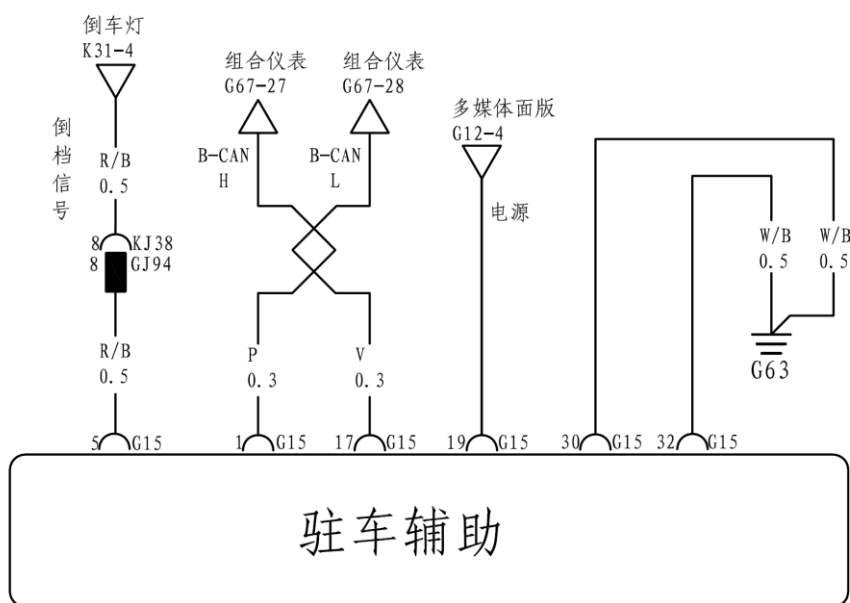 倒车灯
K31-4
倒档信号
R/B
0.5
8 KJ38
8 GJ94
R/B
0.5
5 G15
组合仪表
G67-27
B-CAN
H
P
0.3
1 G15
组合仪表
G67-28
B-CAN
L
V
0.3
17 G15
多媒体面版
G12-4
电源
19 G15
30
32 G15
W/B
0.5
W/B
0.5
G63
驻车辅助